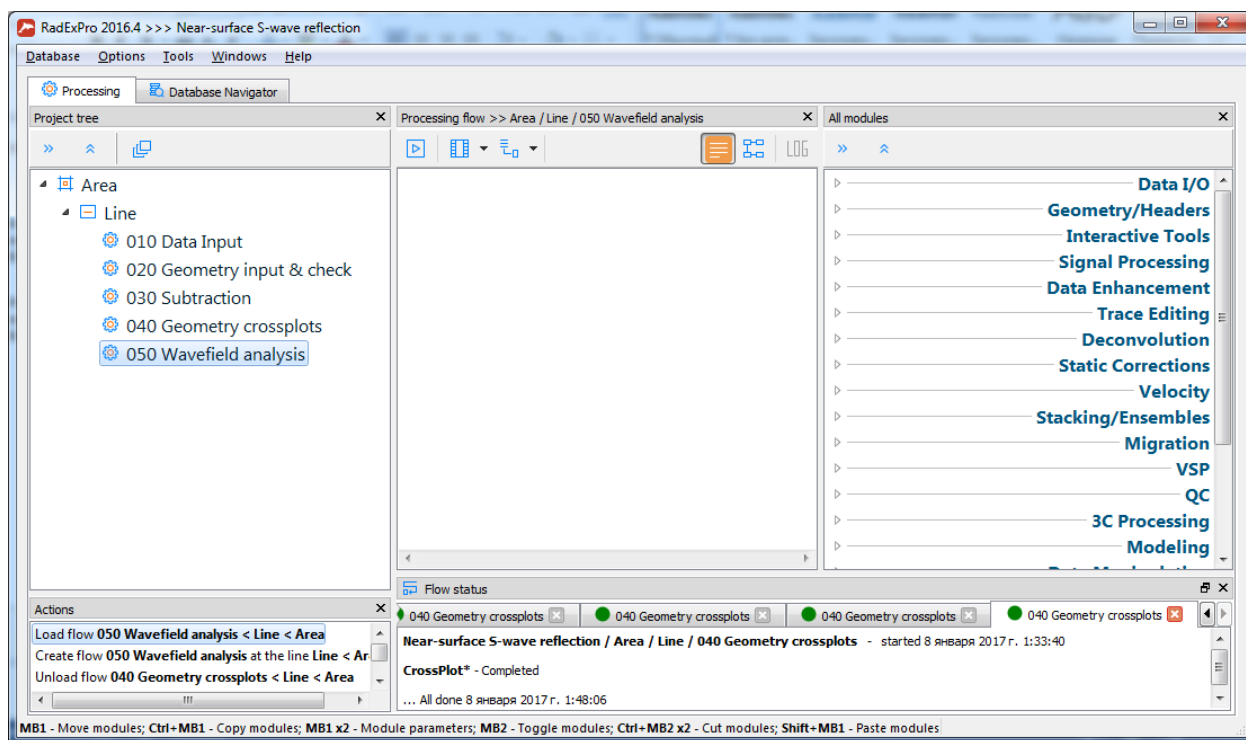 RadExPro 2016.4 >>> Near-surface S-wave reflection
Database Options Tools Windows Help
Processing Database Navigator
Project tree
Area
Line
010 Data Input
020 Geometry input & check
030 Subtraction
040 Geometry crossplots
050 Wavefield analysis
Processing flow >> Area / Line / 050 Wavefield analysis
LOG
All modules
Data I/O
Geometry/Headers
Interactive Tools
Signal Processing
Data Enhancement
Trace Editing
Deconvolution
Static Corrections
Velocity
Stacking/Ensembles
Migration
VSP
QC
3C Processing
Modeling
Actions
Load flow 050 Wavefield analysis < Line < Area
Create flow 050 Wavefield analysis at the line Line < Ar
Unload flow 040 Geometry crossplots < Line < Area
Flow status
040 Geometry crossplots 040 Geometry crossplots 040 Geometry crossplots 040 Geometry crossplots
Near-surface S-wave reflection / Area / Line / 040 Geometry crossplots - started 8 января 2017 г. 1:33:40
CrossPlot* - Completed
... All done 8 января 2017 г. 1:48:06
MB1 - Move modules; Ctrl+MB1 - Copy modules; MB1 x2 - Module parameters; MB2 - Toggle modules; Ctrl+MB2 x2 - Cut modules; Shift+MB1 - Paste modules